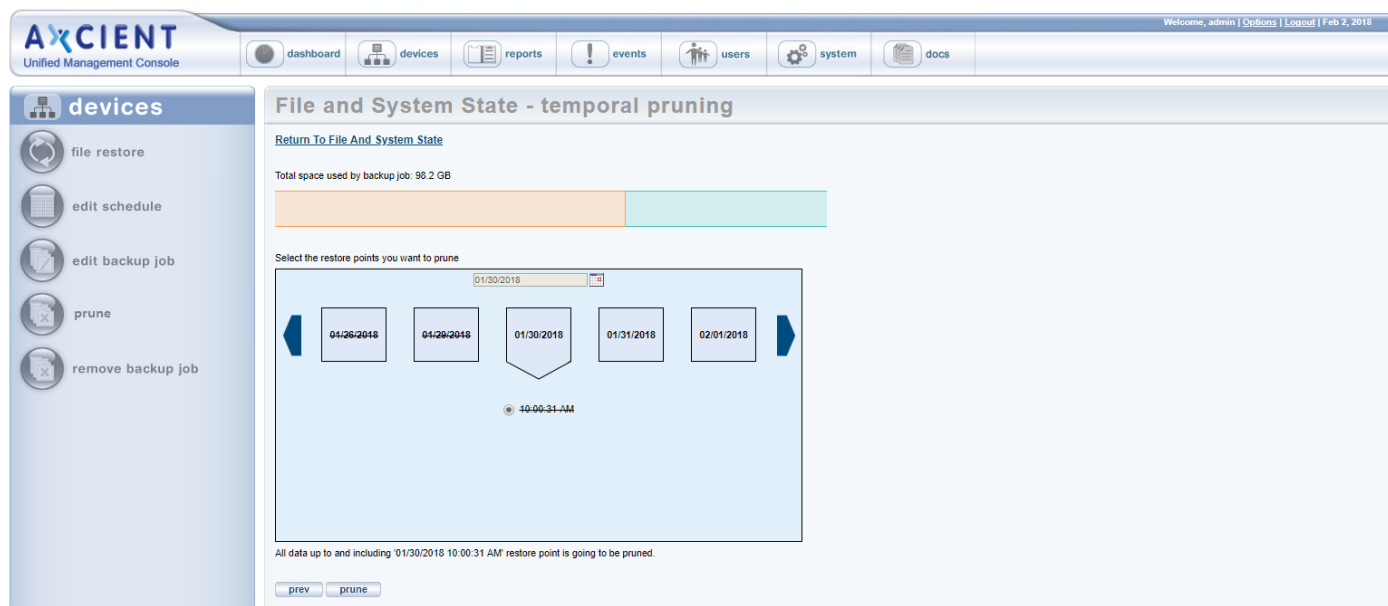 Welcome, admin | Options | Logout | Feb 2, 2018
AXCIENT
Unified Management Console
dashboard devices reports events users system docs
devices
file restore
edit schedule
edit backup job
prune
remove backup job
File and System State - temporal pruning
Return To File And System State
Total space used by backup job: 98.2 GB
Select the restore points you want to prune
01/30/2018
01/26/2018 01/29/2018 01/30/2018 01/31/2018 02/01/2018
10:00:31 AM
All data up to and including '01/30/2018 10:00:31 AM' restore point is going to be pruned.
prev prune